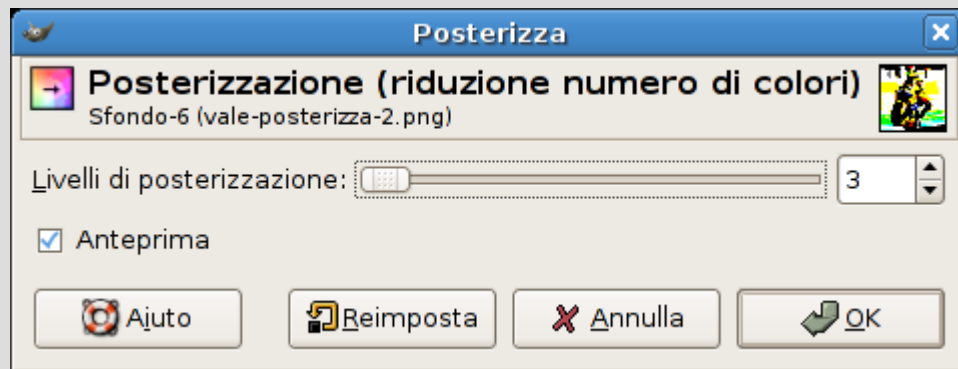 Posterizza
Posterizzazione (riduzione numero di colori)
Sfondo-6 (vale-posterizza-2.png)
Livelli di posterizzazione: 3
Anteprima
Aiuto Reimposta Annulla OK